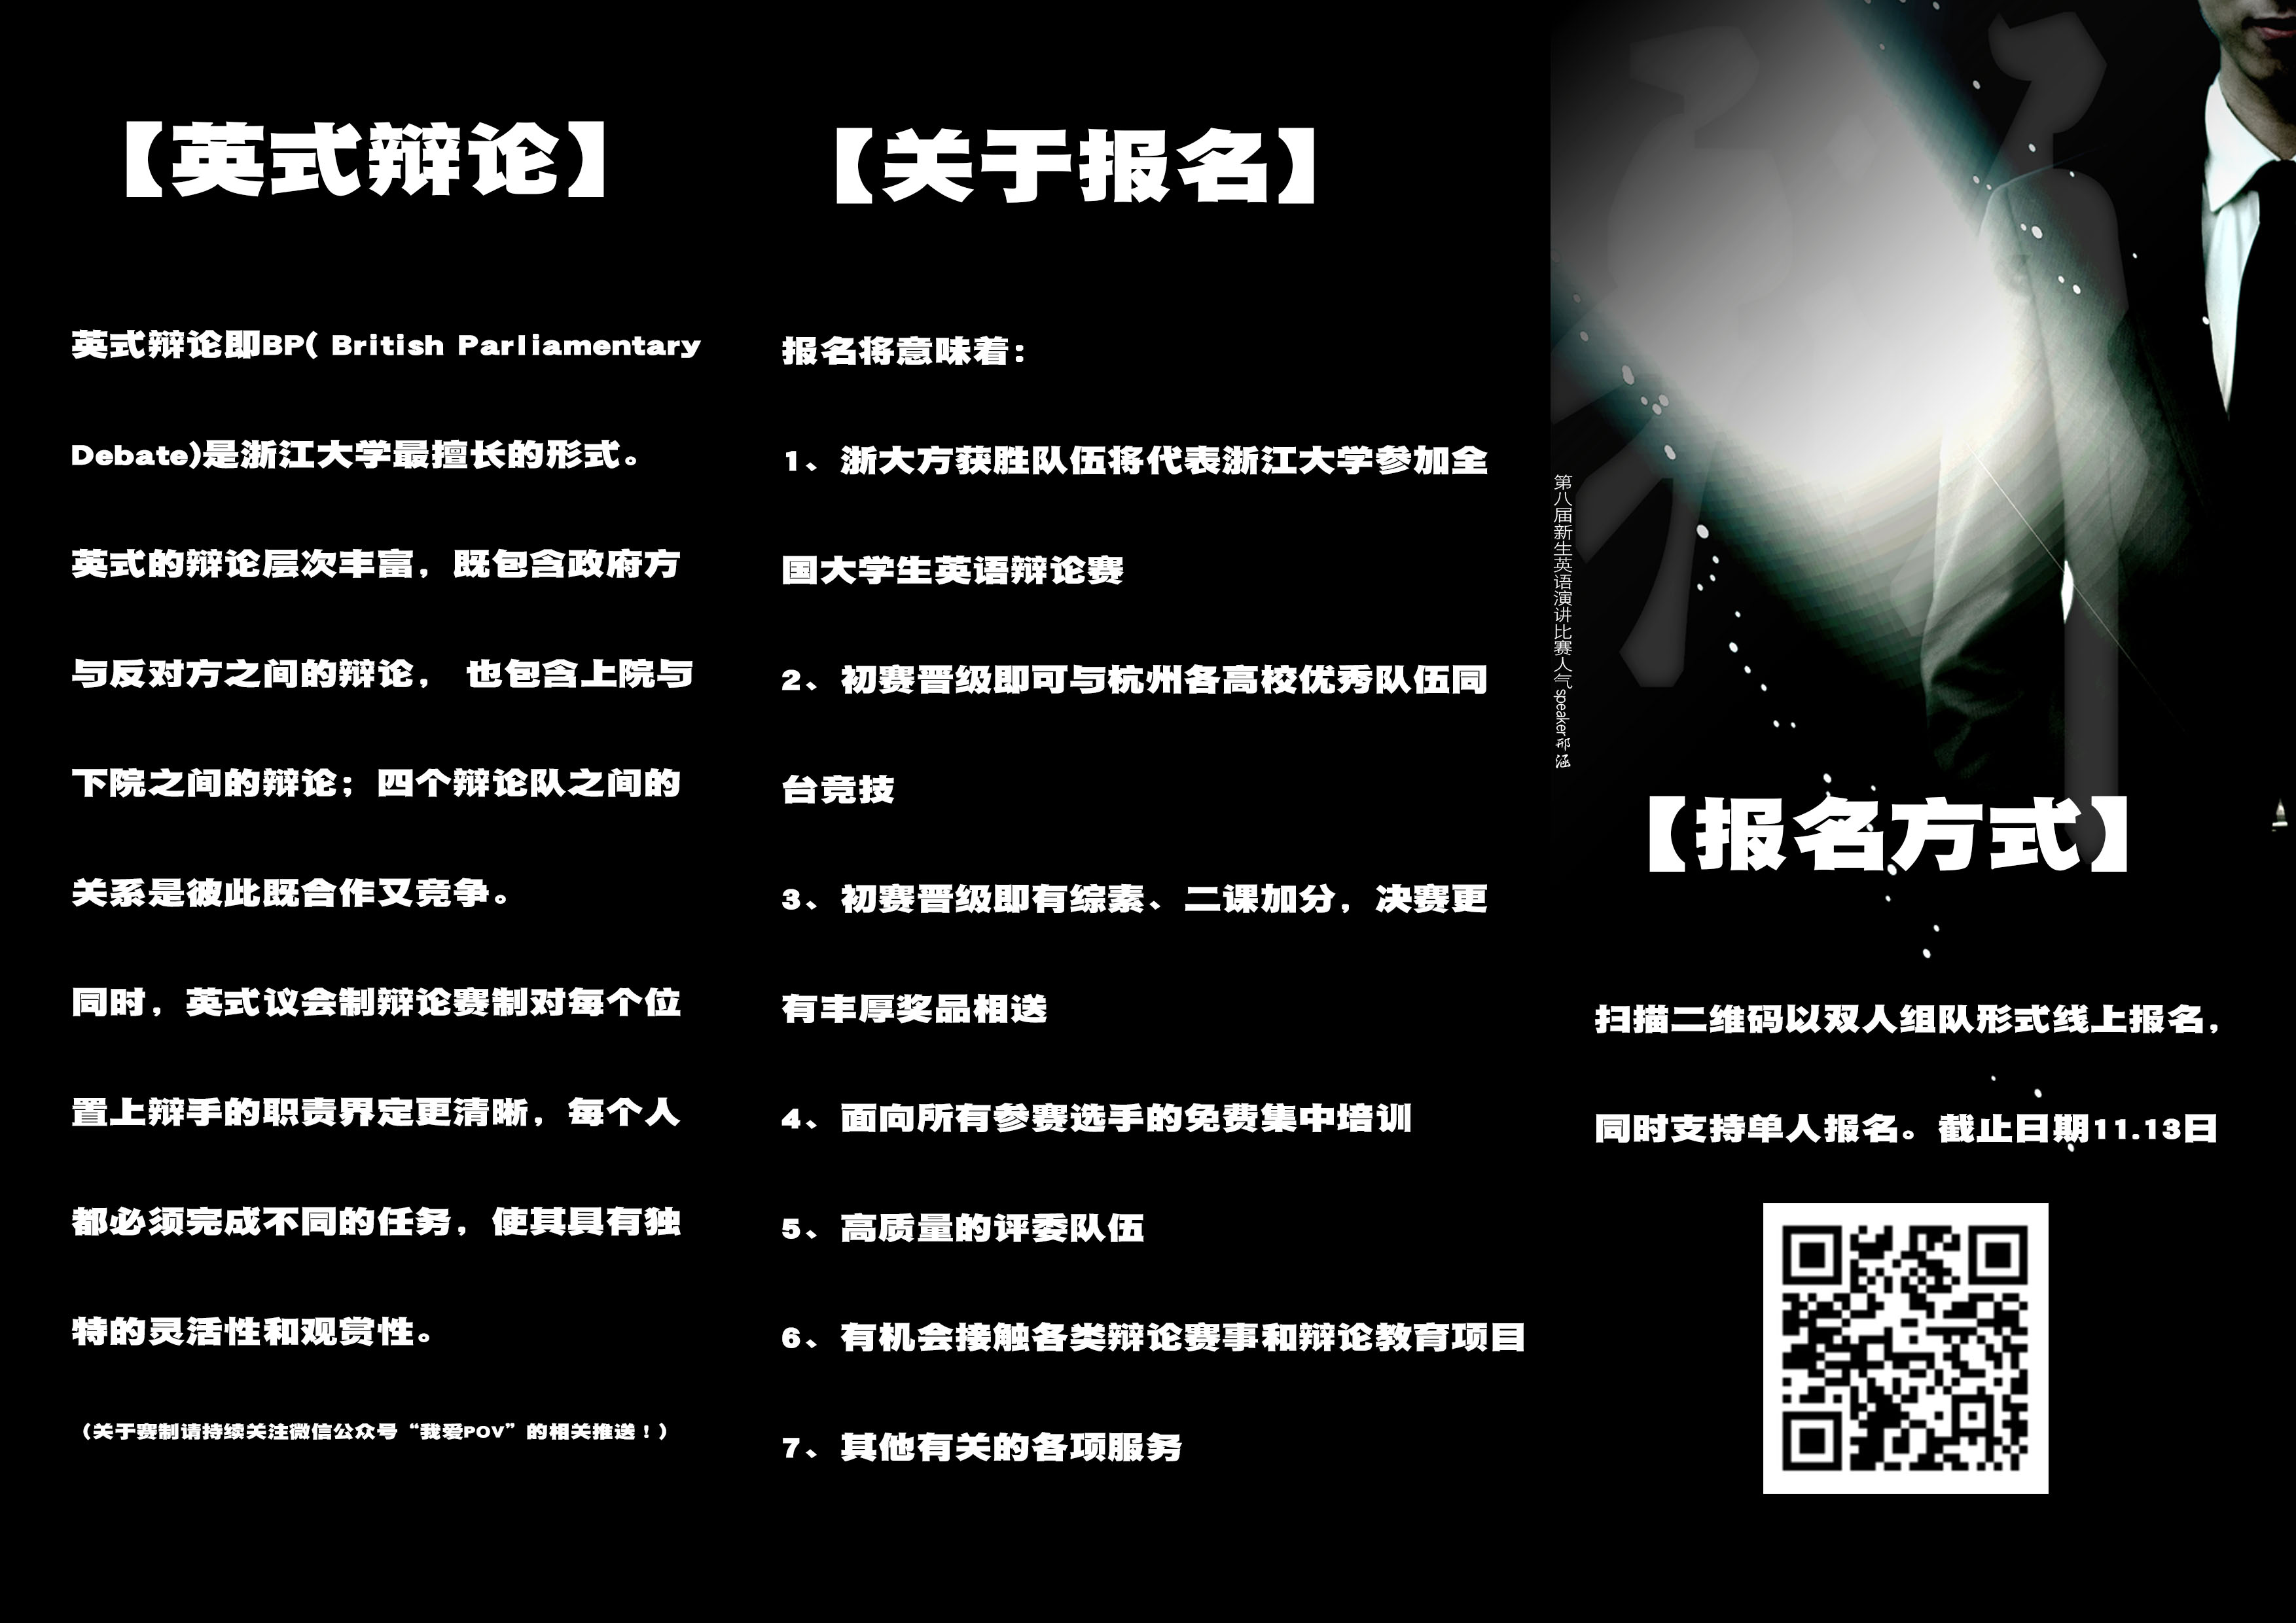 【英式辩论】
英式辩论即BP( British Parliamentary
Debate)是浙江大学最擅长的形式。
英式的辩论层次丰富，既包含政府方
与反对方之间的辩论， 也包含上院与
下院之间的辩论；四个辩论队之间的
关系是彼此既合作又竞争。
同时，英式议会制辩论赛制对每个位
置上辩手的职责界定更清晰，每个人
都必须完成不同的任务，使其具有独
特的灵活性和观赏性。
（关于赛制请持续关注微信公众号“我爱POV”的相关推送！）
【关于报名】
报名将意味着：
1、浙大方获胜队伍将代表浙江大学参加全
国大学生英语辩论赛
2、初赛晋级即可与杭州各高校优秀队伍同
台竞技
3、初赛晋级即有综素、二课加分，决赛更
有丰厚奖品相送
4、面向所有参赛选手的免费集中培训
5、高质量的评委队伍
6、有机会接触各类辩论赛事和辩论教育项目
7、其他有关的各项服务
第八届新生英语演讲比赛人气speaker邢涵
【报名方式】
扫描二维码以双人组队形式线上报名，
同时支持单人报名。截止日期11.13日